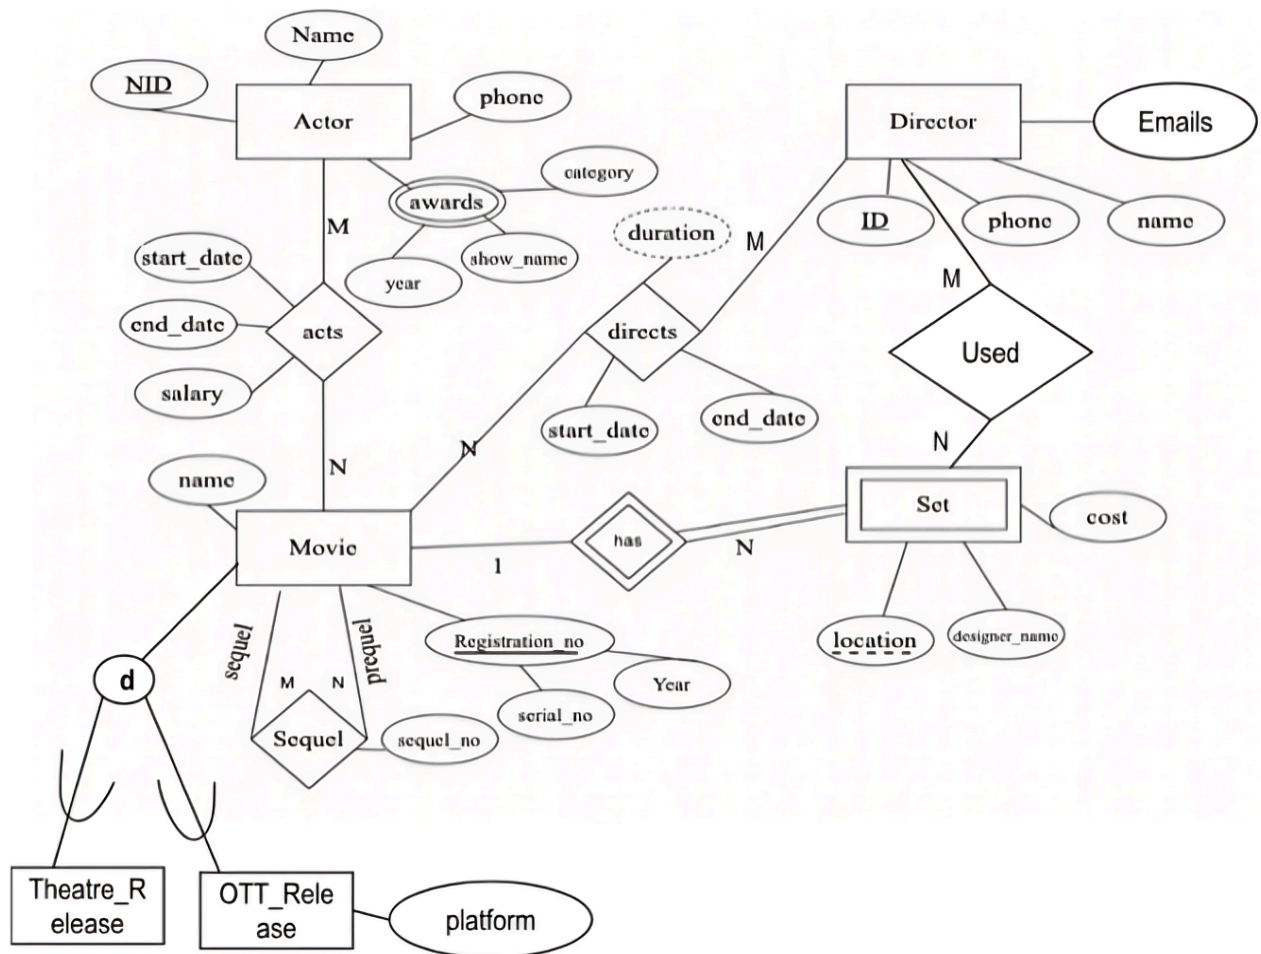 Name
NID
Actor
phone
Director
Emails
category
awards
ID
phone
name
M
duration
M
start_date
show_name
year
M
end_date
acts
directs
Used
salary
start_date
end_date
N
N
N
name
Set
cost
Movie
has
1
N
sequel
prequel
Registration_no
location
designer_name
d
M
N
Year
serial_no
Sequel
sequel_no
Theatre_R
elease
OTT_Rele
ase
platform